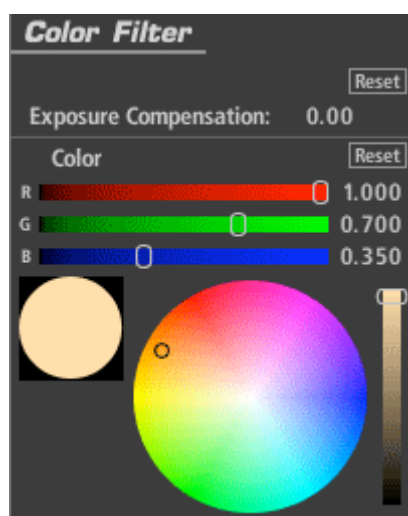 Color Filter
Reset
Exposure Compensation: 0.00
Color Reset
R 1.000
G 0.700
B 0.350